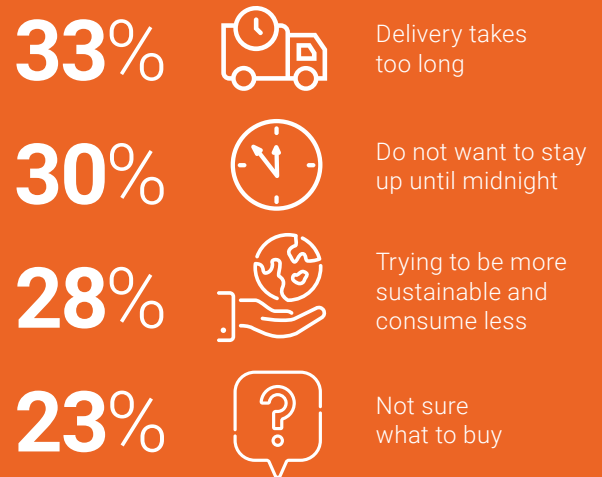 33%
Delivery takes
too long
30%
Do not want to stay
up until midnight
28%
Trying to be more
sustainable and
consume less
23%
Not sure
what to buy